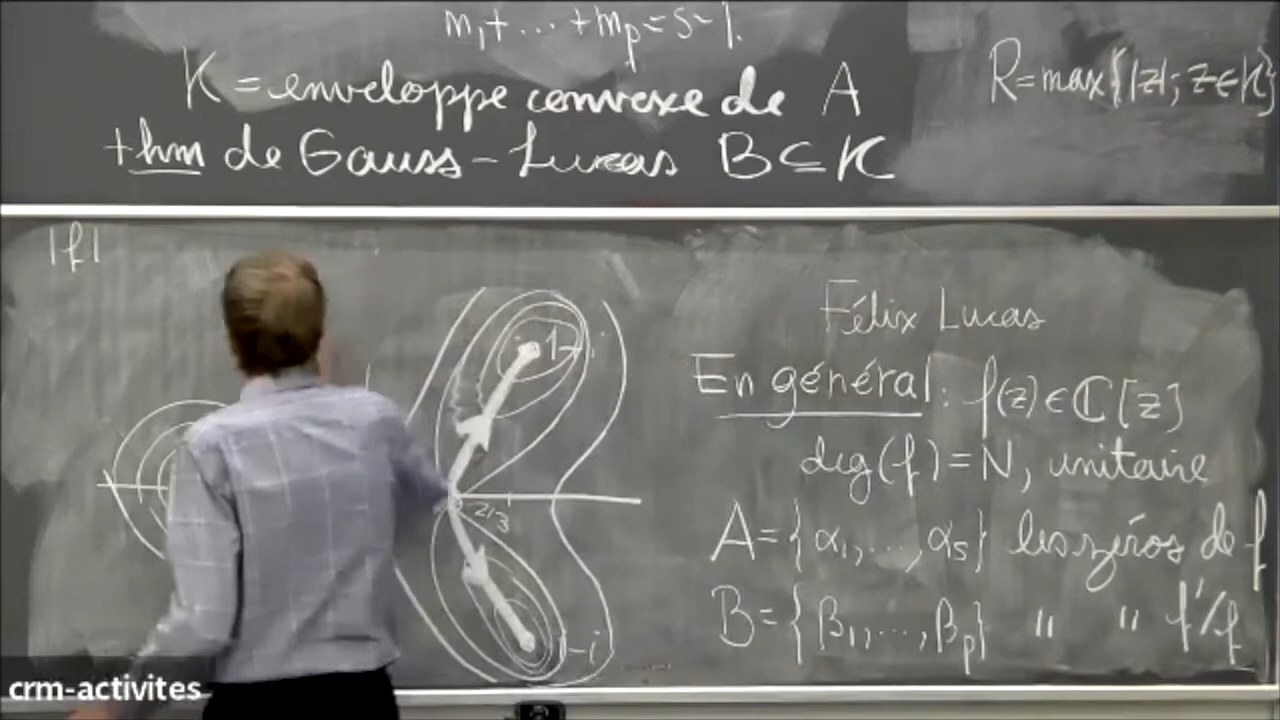 m₁+...+mₚ=s-1.
K = enveloppe convexe de A
R=max{|z|; z∈K}
thm de Gauss-Lucas B⊆K
|f|
1+i
2/3
1-i
Félix Lucas
En général: f(z)∈ℂ[z]
deg(f)=N, unitaire
A={α₁,...,αₛ} les zéros de f
B={β₁,...,βₚ} " " f'/f
crm-activites